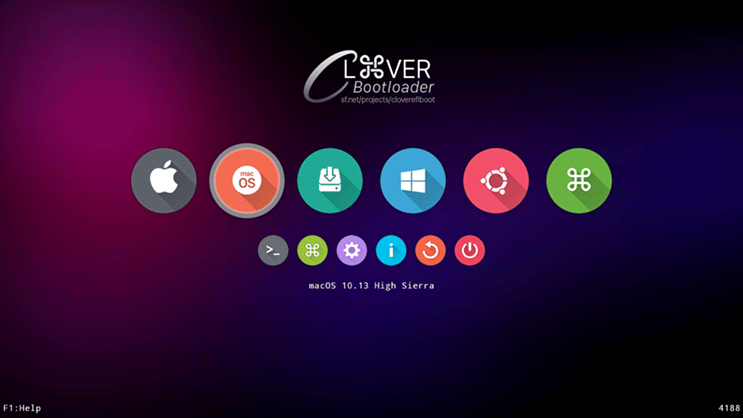 CLOVER
Bootloader
sf.net/projects/cloverefiboot
mac
OS
>_
i
macOS 10.13 High Sierra
F1:Help
4188